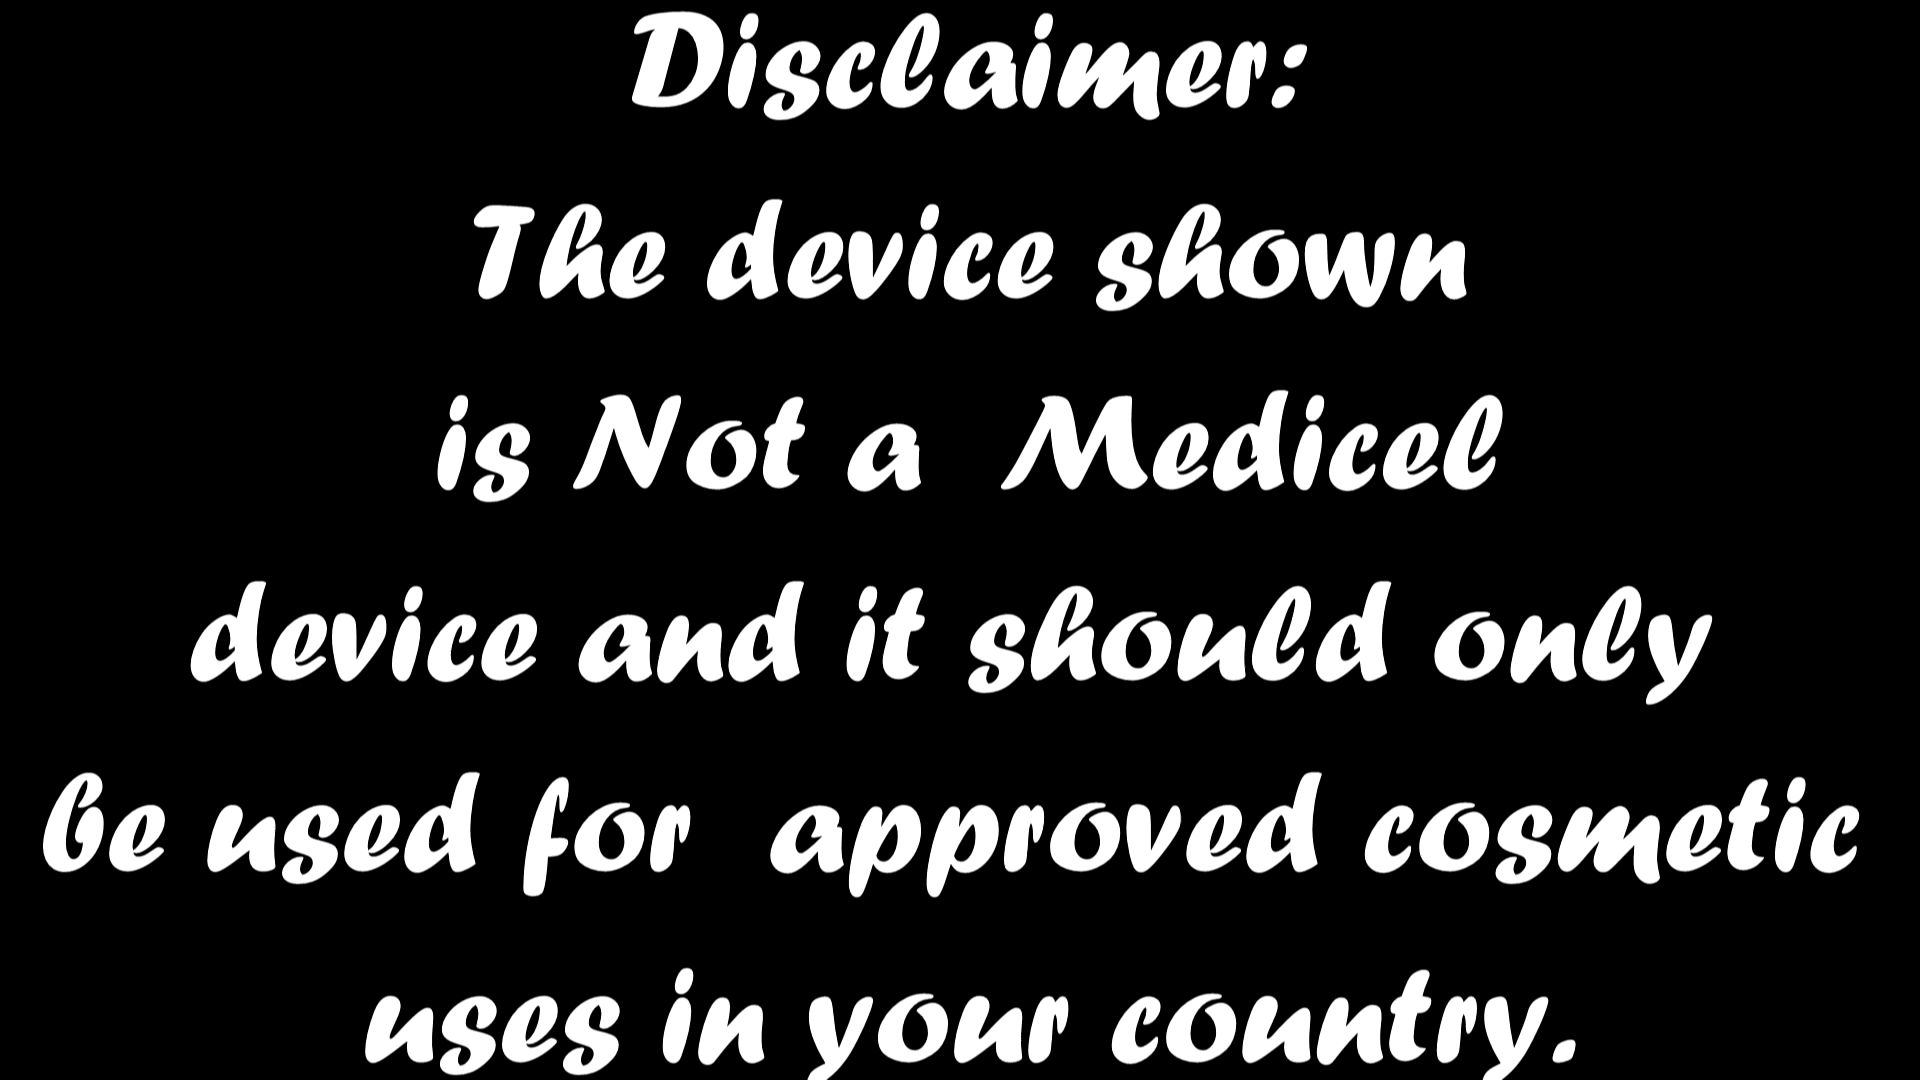 Disclaimer:
The device shown
is Not a Medicel
device and it should only
be used for approved cosmetic
uses in your country.